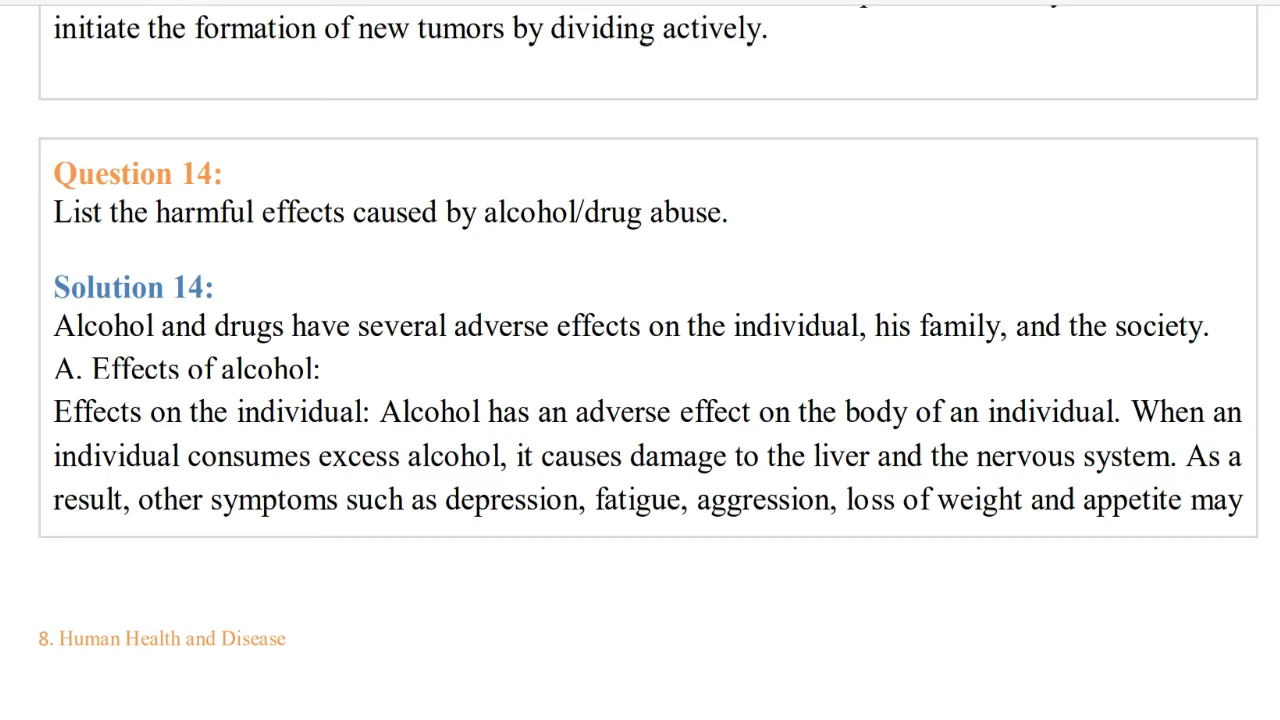 initiate the formation of new tumors by dividing actively.
Question 14:
List the harmful effects caused by alcohol/drug abuse.
Solution 14:
Alcohol and drugs have several adverse effects on the individual, his family, and the society.
A. Effects of alcohol:
Effects on the individual: Alcohol has an adverse effect on the body of an individual. When an
individual consumes excess alcohol, it causes damage to the liver and the nervous system. As a
result, other symptoms such as depression, fatigue, aggression, loss of weight and appetite may
8. Human Health and Disease